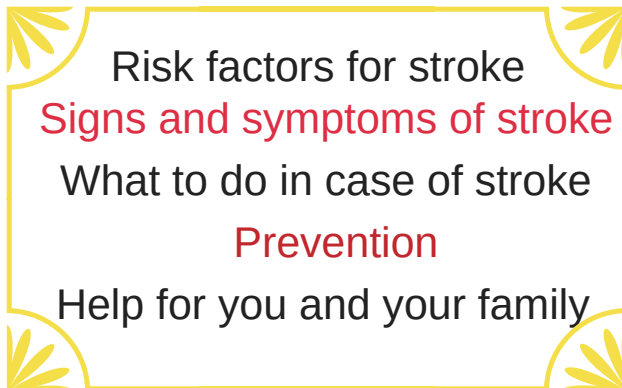 Risk factors for stroke
Signs and symptoms of stroke
What to do in case of stroke
Prevention
Help for you and your family